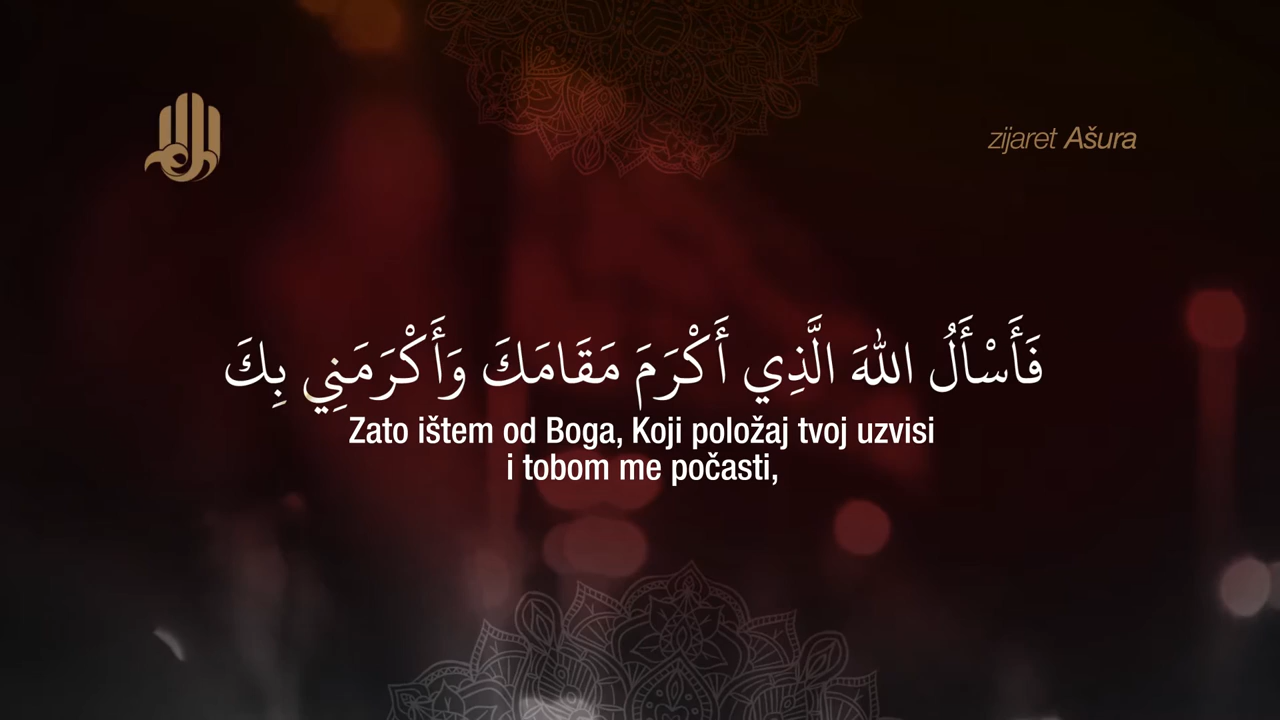 zijaret Ašura
فَأَسْأَلُ اللهَ الَّذِي أَكْرَمَ مَقَامَكَ وَأَكْرَمَنِي بِكَ
Zato ištem od Boga, Koji položaj tvoj uzvisi
i tobom me počasti,